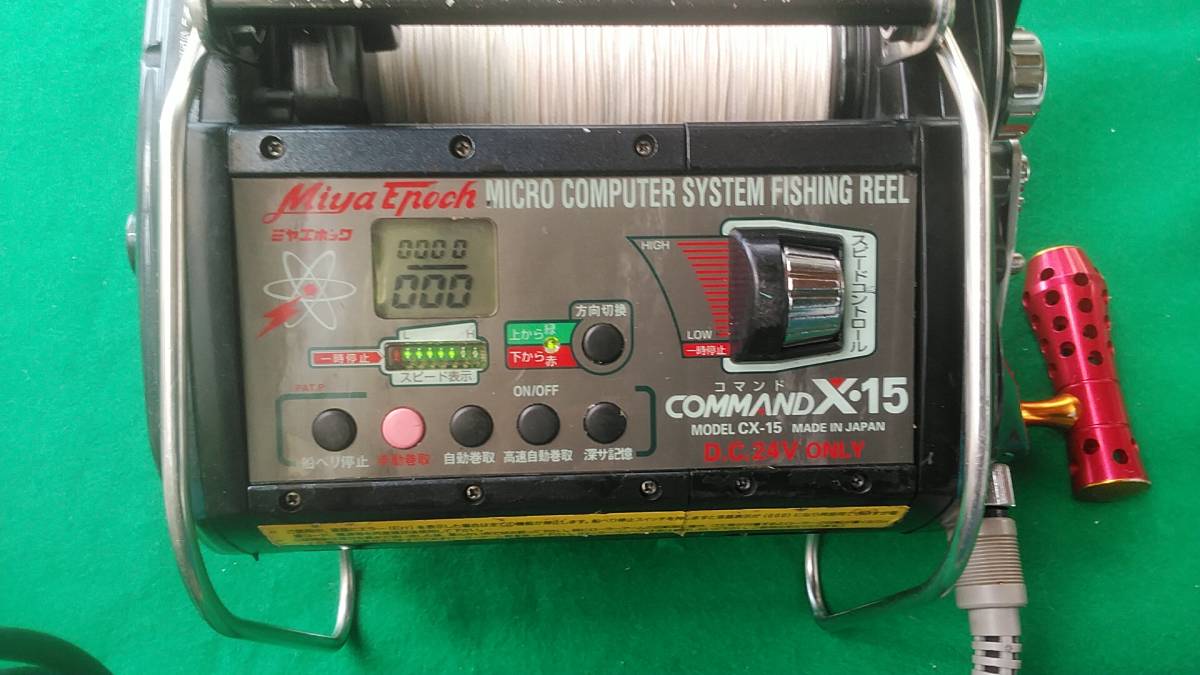 Miya Epoch MICRO COMPUTER SYSTEM FISHING REEL
ミヤエポック
0000
000
HIGH
LOW
一時停止
スピードコントロール
方向切換
上から緑
下から赤
L H
一時停止
スピード表示
PAT.P
ON/OFF
船ベリ停止
手動巻取
自動巻取
高速自動巻取
深サ記憶
コマンド
COMMAND X・15
MODEL CX-15 MADE IN JAPAN
D.C.24V ONLY